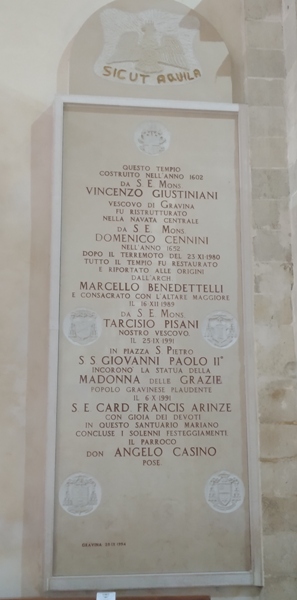 SICUT AQUILA
QUESTO TEMPIO
COSTRUITO NELL'ANNO 1602
DA S E MONS.
VINCENZO GIUSTINIANI
VESCOVO DI GRAVINA
FU RISTRUTTURATO
NELLA NAVATA CENTRALE
DA S E MONS.
DOMENICO CENNINI
NELL'ANNO 1652
DOPO IL TERREMOTO DEL 23·XI·1980
TUTTO IL TEMPIO FU RESTAURATO
E RIPORTATO ALLE ORIGINI
DALL'ARCH
MARCELLO BENEDETTELLI
E CONSACRATO CON L'ALTARE MAGGIORE
IL 16·XII·1989
DA S E MONS.
TARCISIO PISANI
NOSTRO VESCOVO.
IL 25·IX·1991
IN PIAZZA S PIETRO
S S GIOVANNI PAOLO II°
INCORONO LA STATUA DELLA
MADONNA DELLE GRAZIE
POPOLO GRAVINESE PLAUDENTE
IL 6·X·1991
S E CARD. FRANCIS ARINZE
CON GIOIA DEI DEVOTI
IN QUESTO SANTUARIO MARIANO
CONCLUSE I SOLENNI FESTEGGIAMENTI
IL PARROCO
DON ANGELO CASINO
POSE
GRAVINA